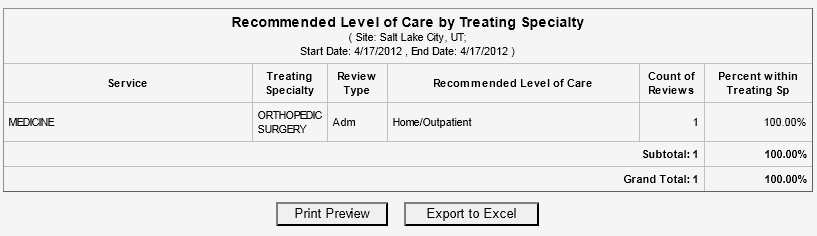 Recommended Level of Care by Treating Specialty
( Site: Salt Lake City, UT;
Start Date: 4/17/2012 , End Date: 4/17/2012 )
Service
Treating
Specialty
Review
Type
Recommended Level of Care
Count of
Reviews
Percent within
Treating Sp
MEDICINE
ORTHOPEDIC
SURGERY
Adm
Home/Outpatient
1
100.00%
Subtotal: 1
100.00%
Grand Total: 1
100.00%
Print Preview
Export to Excel